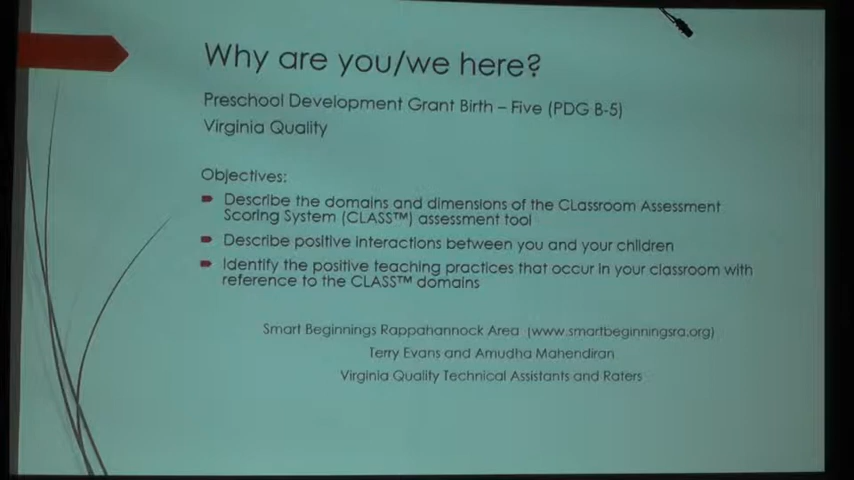 Why are you/we here?
Preschool Development Grant Birth – Five (PDG B-5)
Virginia Quality
Objectives:
Describe the domains and dimensions of the CLassroom Assessment
Scoring System (CLASS™) assessment tool
Describe positive interactions between you and your children
Identify the positive teaching practices that occur in your classroom with
reference to the CLASS™ domains
Smart Beginnings Rappahannock Area (www.smartbeginningsra.org)
Terry Evans and Amudha Mahendiran
Virginia Quality Technical Assistants and Raters